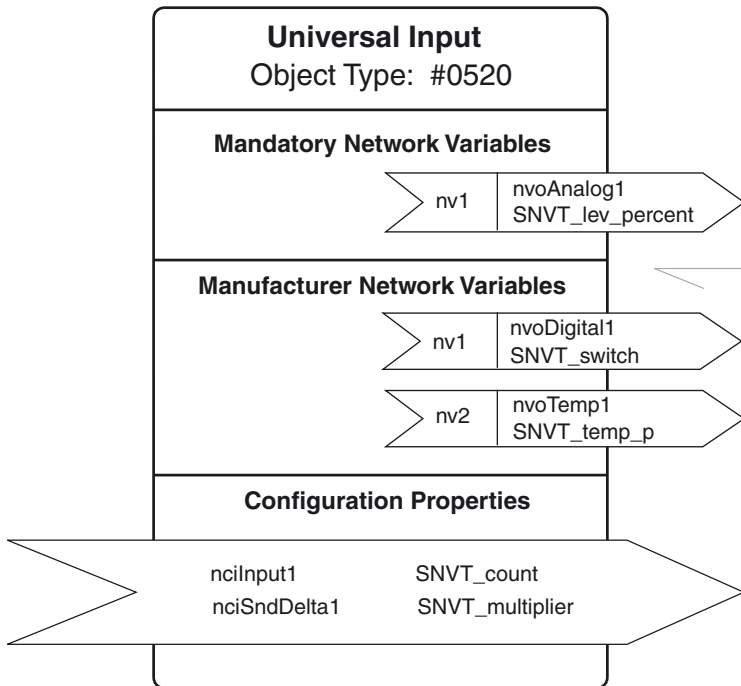 Universal Input
Object Type: #0520
Mandatory Network Variables
nv1
nvoAnalog1
SNVT_lev_percent
Manufacturer Network Variables
nv1
nvoDigital1
SNVT_switch
nv2
nvoTemp1
SNVT_temp_p
Configuration Properties
nciInput1 SNVT_count
nciSndDelta1 SNVT_multiplier